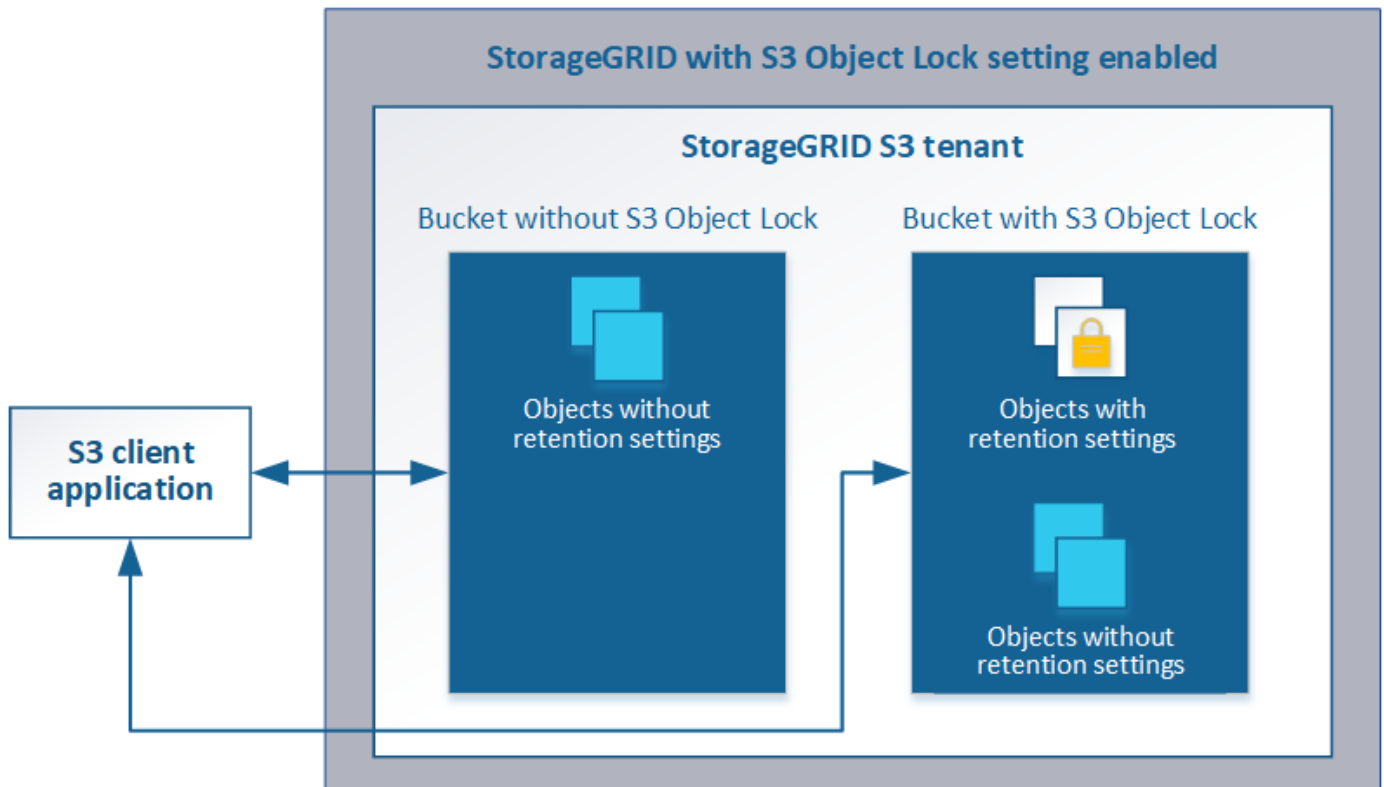 StorageGRID with S3 Object Lock setting enabled
StorageGRID S3 tenant
Bucket without S3 Object Lock
Bucket with S3 Object Lock
Objects without
retention settings
Objects with
retention settings
S3 client
application
Objects without
retention settings